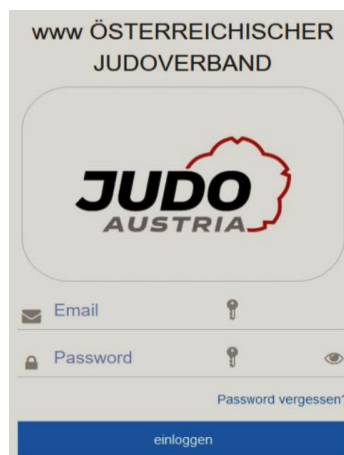 www ÖSTERREICHISCHER
JUDOVERBAND
JUDO
AUSTRIA
Email
Password
Password vergessen?
einloggen